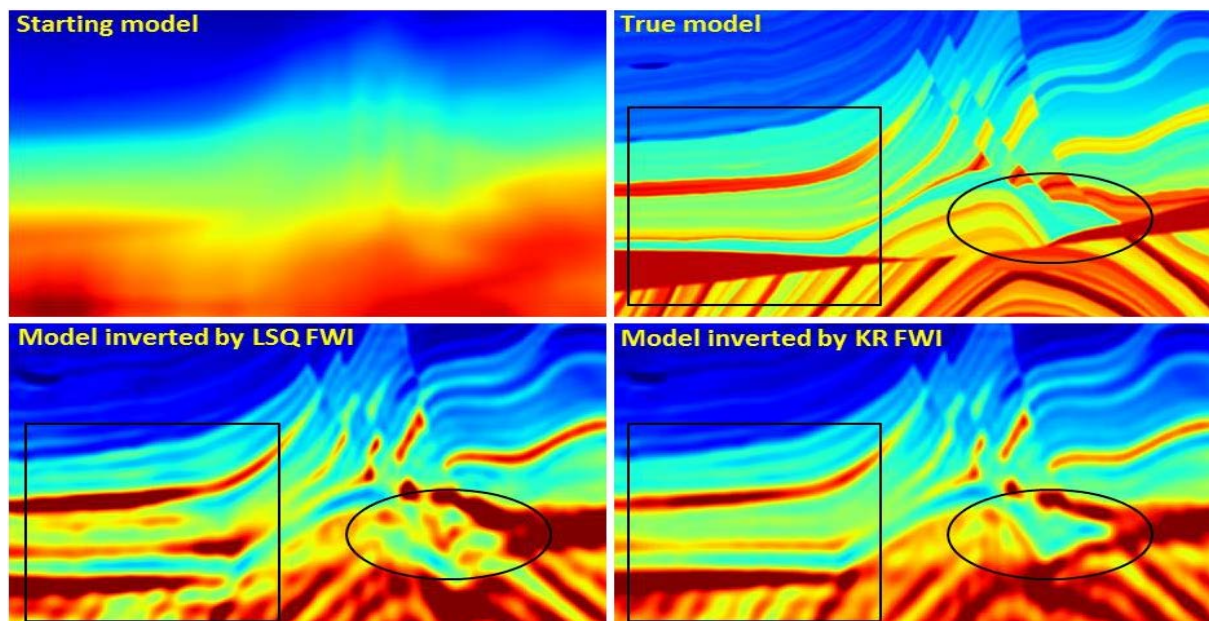 Starting model
True model
Model inverted by LSQ FWI
Model inverted by KR FWI